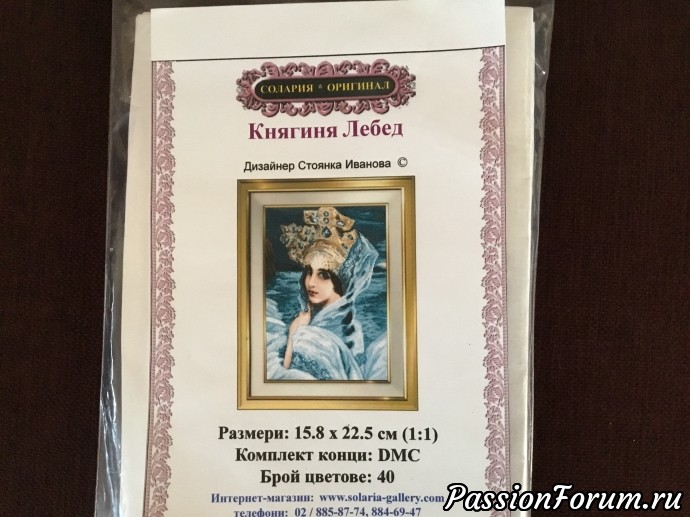 СОЛАРИЯ * ОРИГИНАЛ
Княгиня Лебед
Дизайнер Стоянка Иванова ©
Размери: 15.8 x 22.5 см (1:1)
Комплект конци: DMC
Брой цветове: 40
Интернет-магазин: www.solaria-gallery.com
телефони: 02 / 885-87-74, 884-69-47
PassionForum.ru